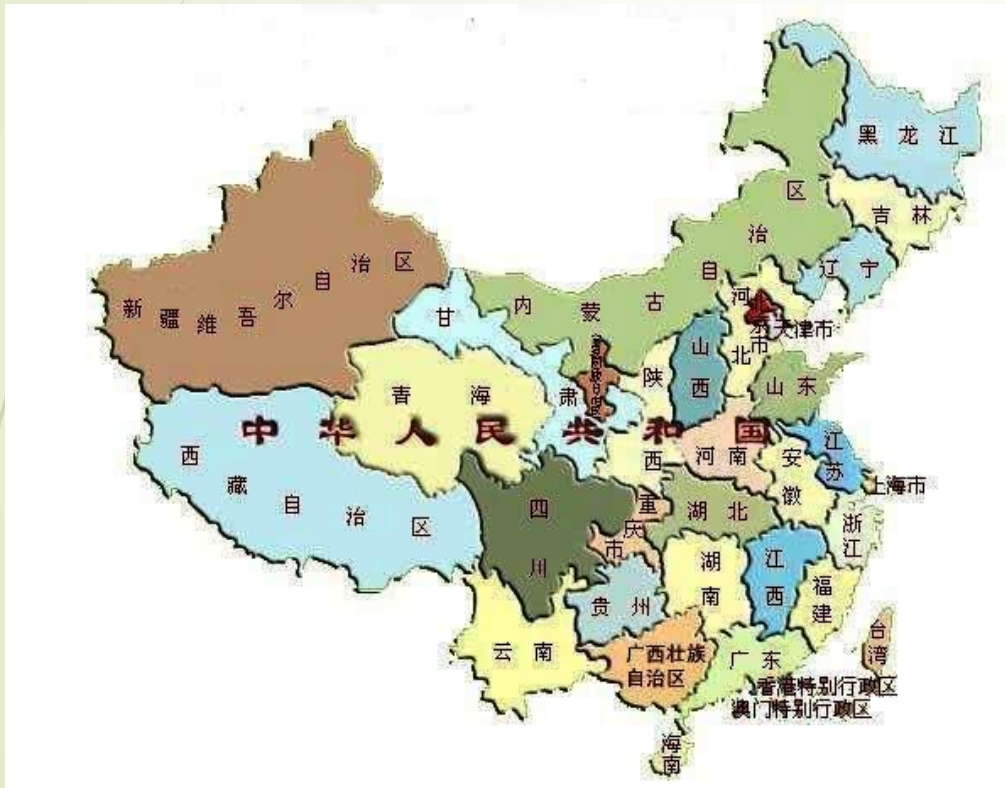 黑龙江
吉林
辽宁
内蒙古自治区
新疆维吾尔自治区
甘肃
河北
北京市
天津市
山西
陕西
山东
青海
中华人民共和国
西藏自治区
河南
江苏
安徽
上海市
四川
重庆市
湖北
浙江
湖南
江西
福建
贵州
云南
广西壮族
自治区
广东
台湾
香港特别行政区
澳门特别行政区
海南